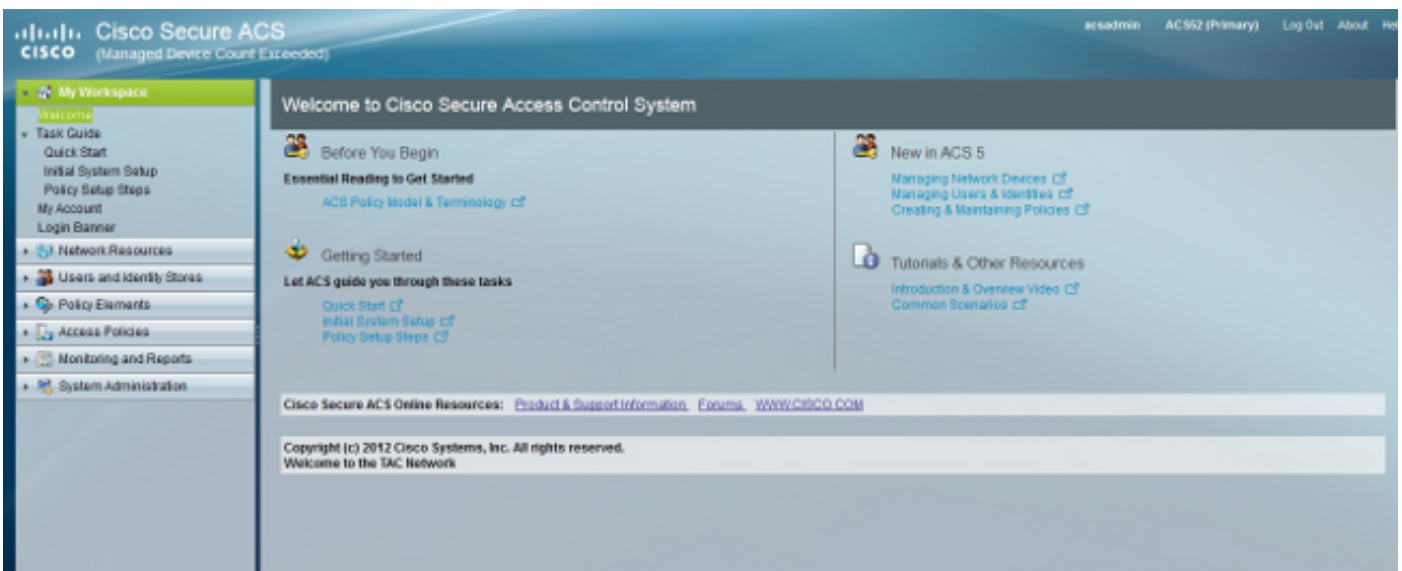 Cisco Secure ACS
CISCO (Managed Device Count Exceeded)
acsadmin ACS52 (Primary) Log Out About Hel
My Workspace
Welcome
Task Guide
Quick Start
Initial System Setup
Policy Setup Steps
My Account
Login Banner
Network Resources
Users and Identity Stores
Policy Elements
Access Policies
Monitoring and Reports
System Administration
Welcome to Cisco Secure Access Control System
Before You Begin
Essential Reading to Get Started
ACS Policy Model & Terminology
Getting Started
Let ACS guide you through these tasks
Quick Start
Initial System Setup
Policy Setup Steps
New in ACS 5
Managing Network Devices
Managing Users & Identities
Creating & Maintaining Policies
Tutorials & Other Resources
Introduction & Overview Video
Common Scenarios
Cisco Secure ACS Online Resources: Product & Support Information Forums WWW.CISCO.COM
Copyright (c) 2012 Cisco Systems, Inc. All rights reserved.
Welcome to the TAC Network